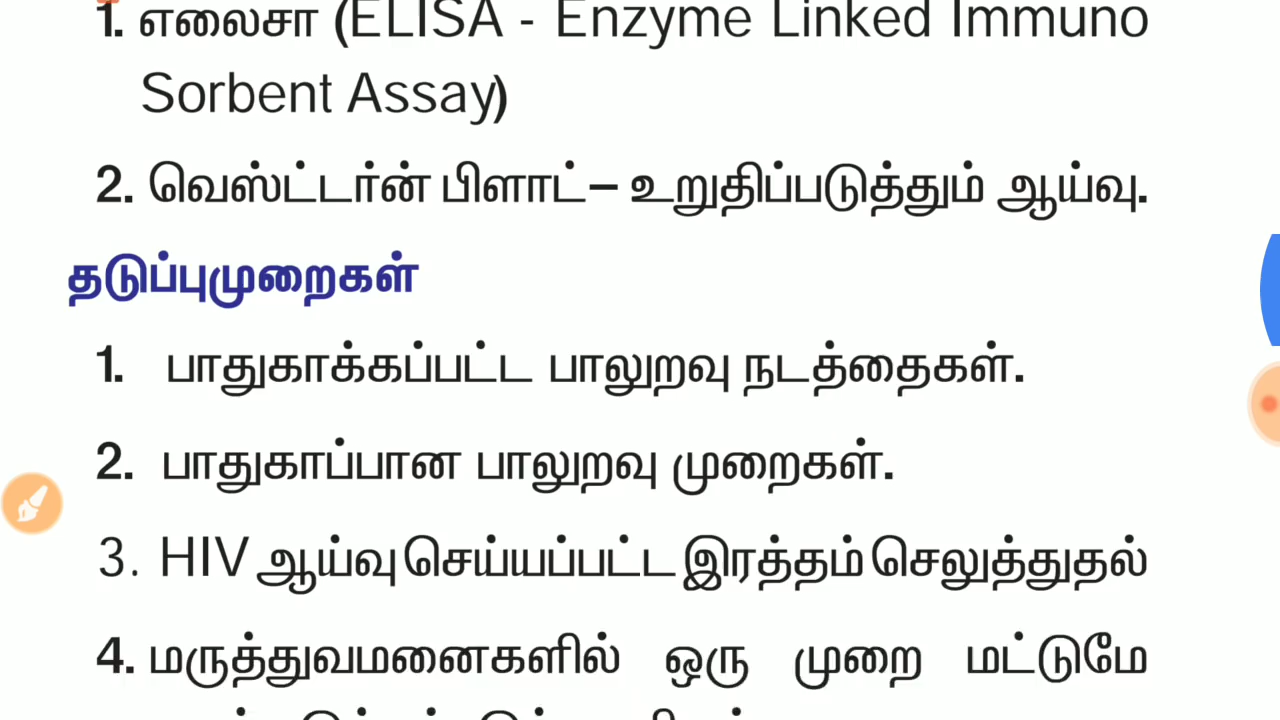 1. எலைசா (ELISA - Enzyme Linked Immuno
Sorbent Assay)
2. வெஸ்ட்டர்ன் பிளாட்– உறுதிப்படுத்தும் ஆய்வு.
தடுப்புமுறைகள்
1. பாதுகாக்கப்பட்ட பாலுறவு நடத்தைகள்.
2. பாதுகாப்பான பாலுறவு முறைகள்.
3. HIV ஆய்வு செய்யப்பட்ட இரத்தம் செலுத்துதல்
4. மருத்துவமனைகளில் ஒரு முறை மட்டுமே